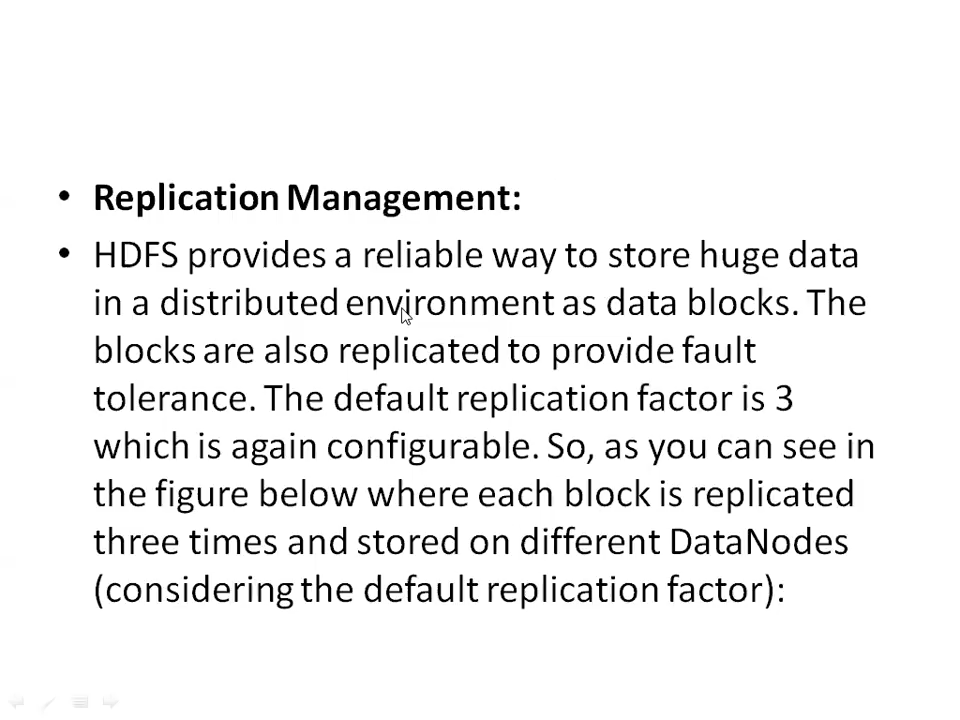 • Replication Management:
• HDFS provides a reliable way to store huge data
in a distributed environment as data blocks. The
blocks are also replicated to provide fault
tolerance. The default replication factor is 3
which is again configurable. So, as you can see in
the figure below where each block is replicated
three times and stored on different DataNodes
(considering the default replication factor):